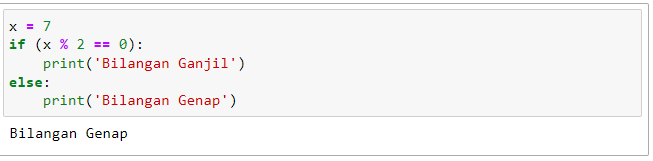 x = 7
if (x % 2 == 0):
    print('Bilangan Ganjil')
else:
    print('Bilangan Genap')
Bilangan Genap